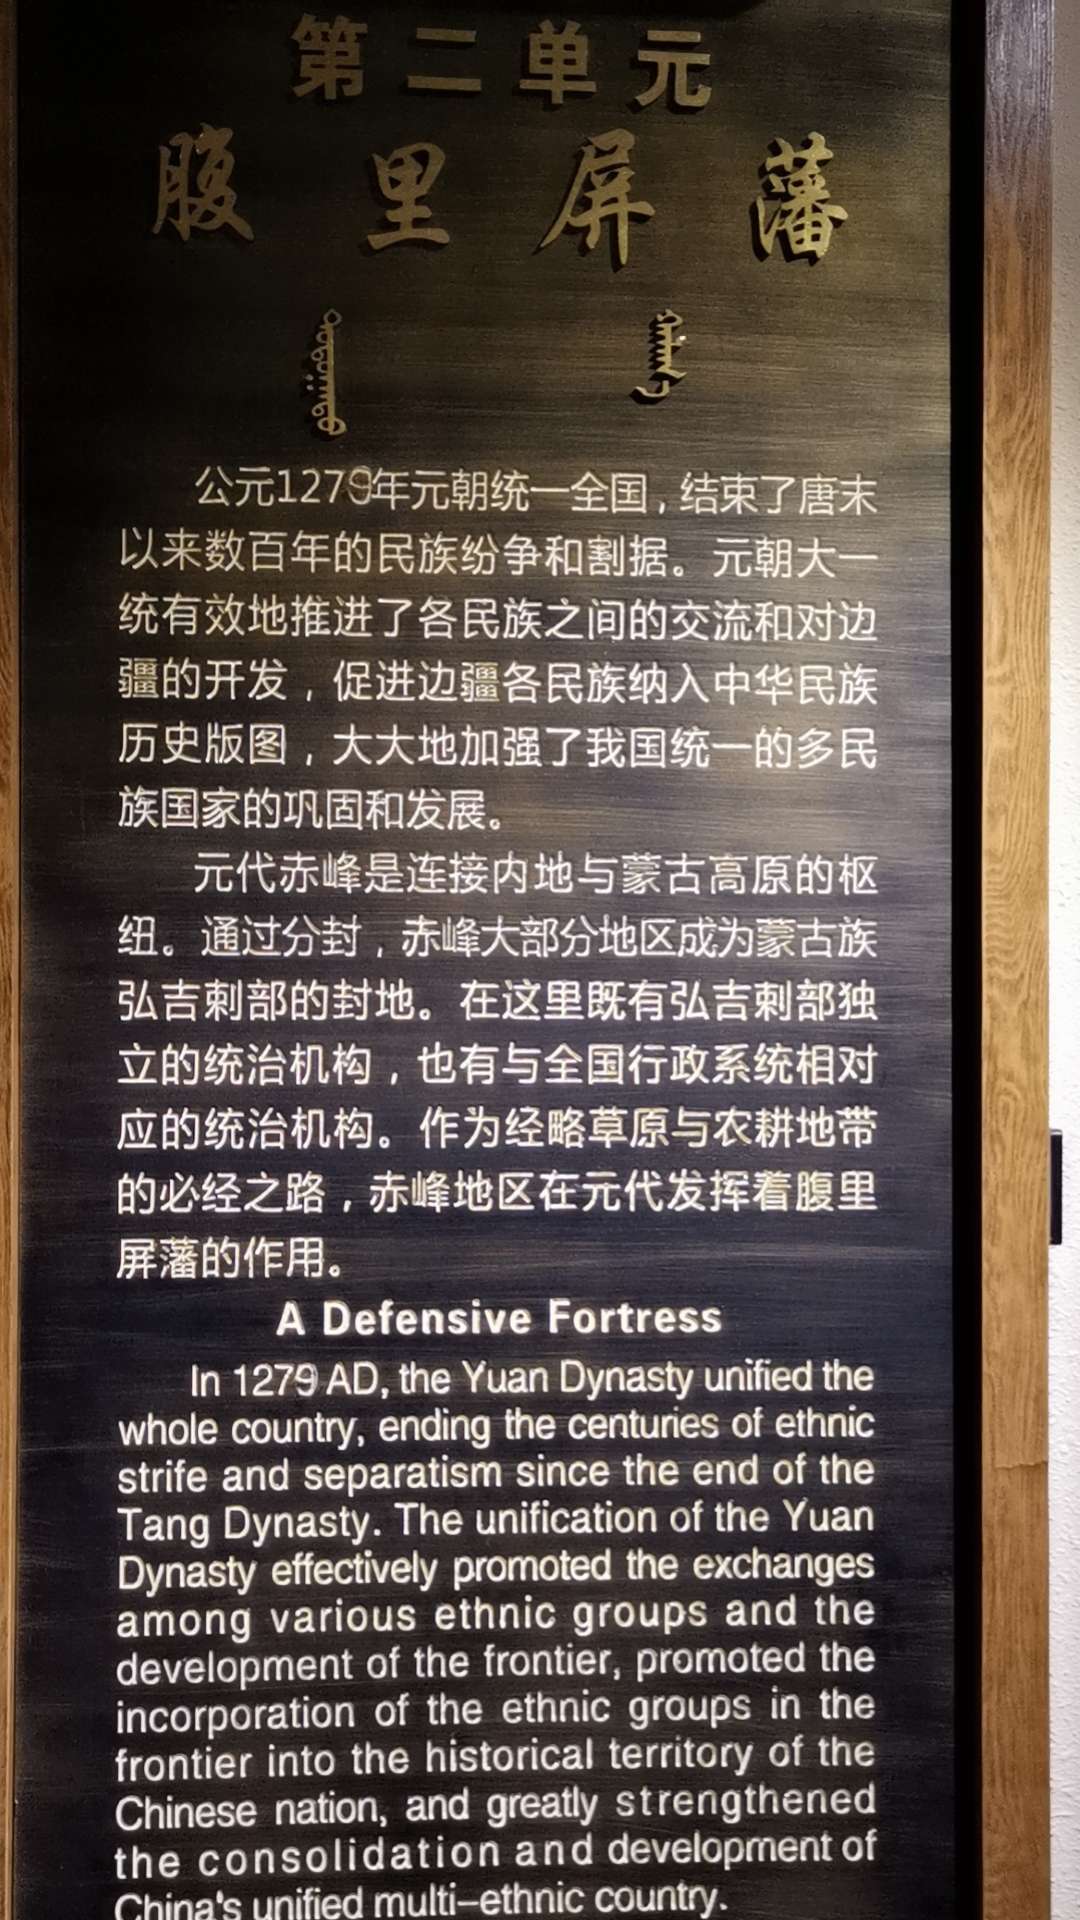 第二单元
腹里屏藩
公元1279年元朝统一全国，结束了唐末
以来数百年的民族纷争和割据。元朝大一
统有效地推进了各民族之间的交流和对边
疆的开发，促进边疆各民族纳入中华民族
历史版图，大大地加强了我国统一的多民
族国家的巩固和发展。
元代赤峰是连接内地与蒙古高原的枢
纽。通过分封，赤峰大部分地区成为蒙古族
弘吉剌部的封地。在这里既有弘吉剌部独
立的统治机构，也有与全国行政系统相对
应的统治机构。作为经略草原与农耕地带
的必经之路，赤峰地区在元代发挥着腹里
屏藩的作用。
A Defensive Fortress
In 1279 AD, the Yuan Dynasty unified the
whole country, ending the centuries of ethnic
strife and separatism since the end of the
Tang Dynasty. The unification of the Yuan
Dynasty effectively promoted the exchanges
among various ethnic groups and the
development of the frontier, promoted the
incorporation of the ethnic groups in the
frontier into the historical territory of the
Chinese nation, and greatly strengthened
the consolidation and development of
China's unified multi-ethnic country.